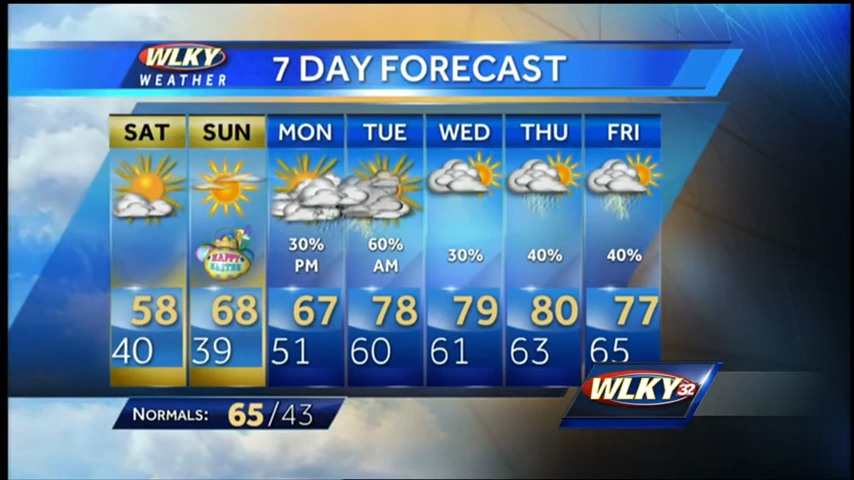 WLKY
WEATHER
7 DAY FORECAST
SAT SUN MON TUE WED THU FRI
HAPPY
EASTER
30% 60% 30% 40% 40%
PM AM
58 68 67 78 79 80 77
40 39 51 60 61 63 65
NORMALS: 65/43
WLKY 32